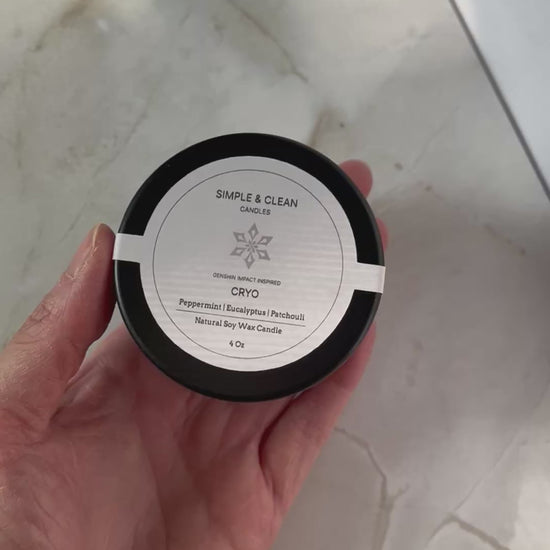 SIMPLE & CLEAN
CANDLES
GENSHIN IMPACT INSPIRED
CRYO
Peppermint | Eucalyptus | Patchouli
Natural Soy Wax Candle
4 Oz